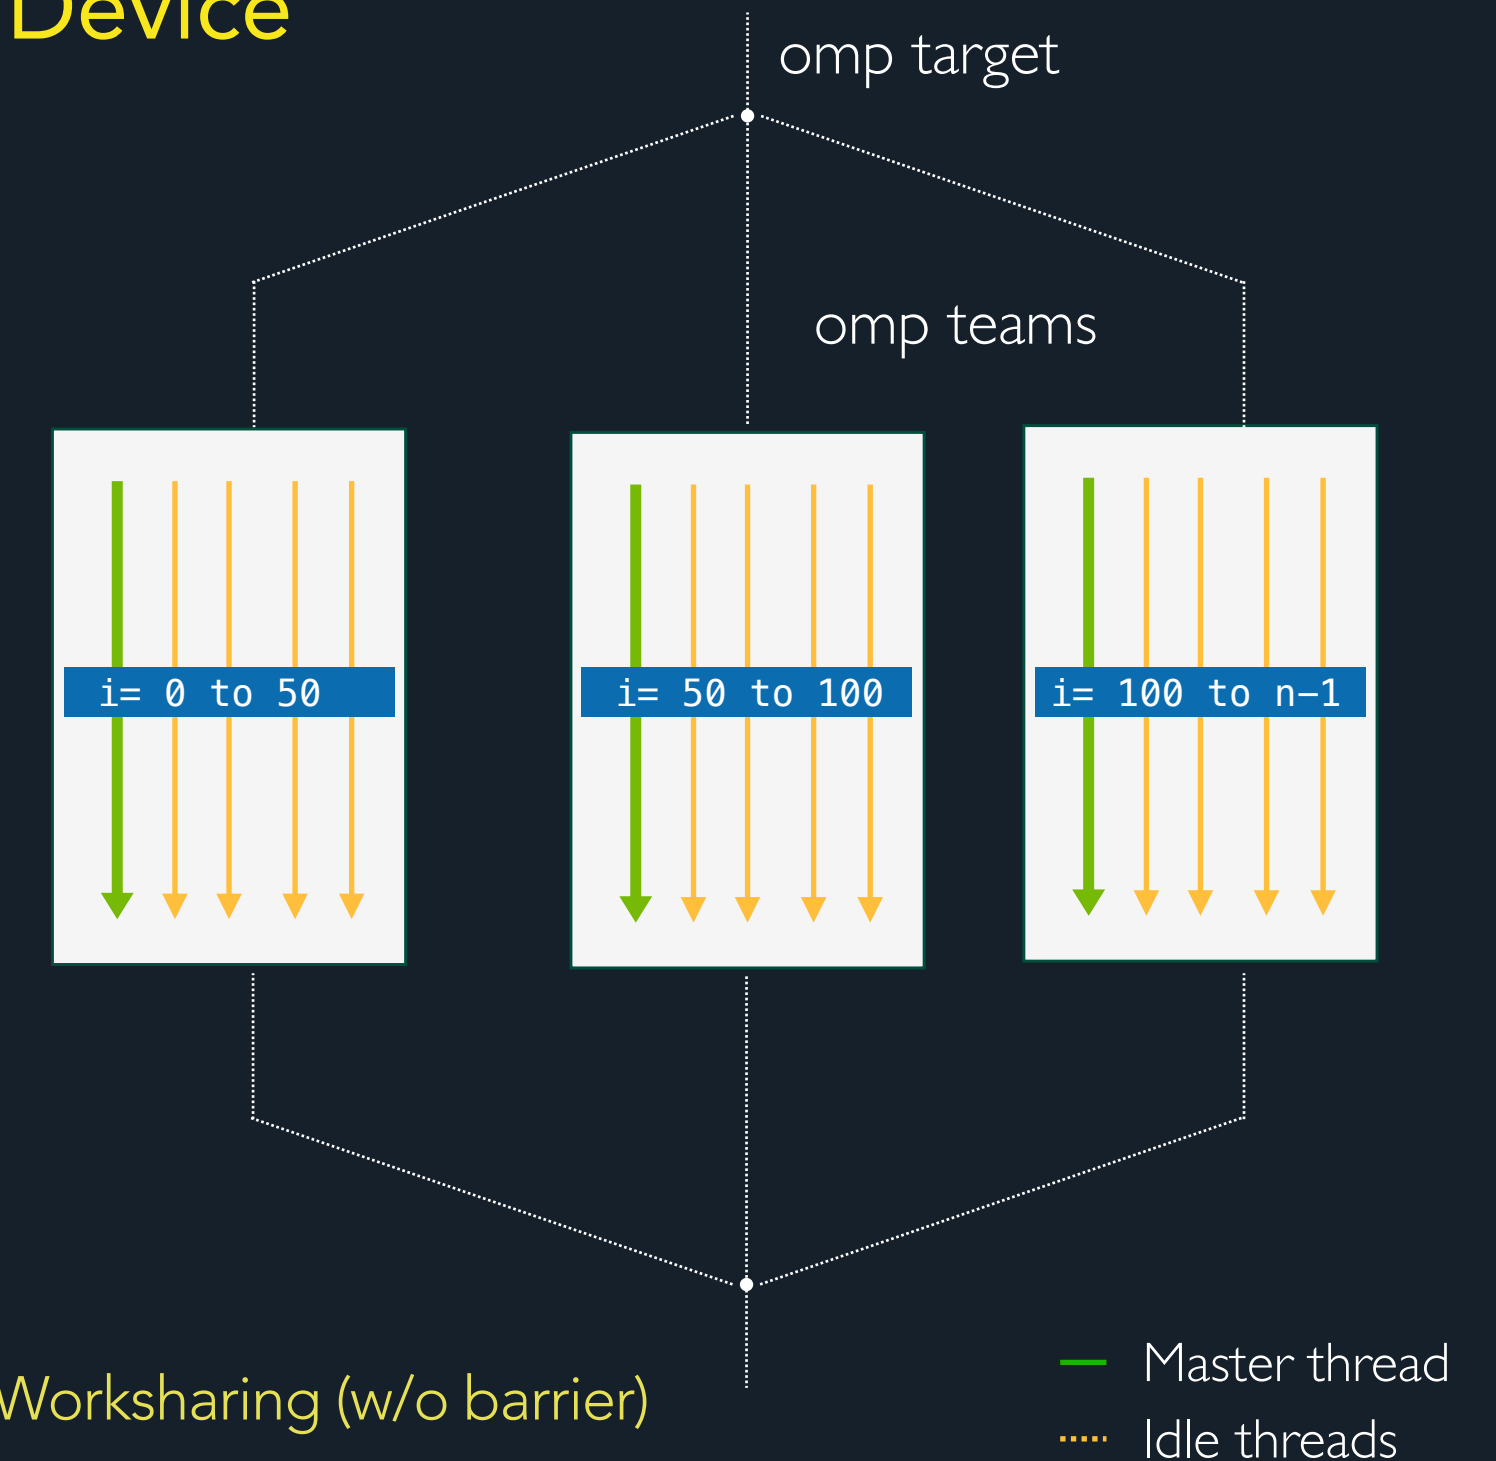 Device
omp target
omp teams
i= 0 to 50
i= 50 to 100
i= 100 to n-1
Worksharing (w/o barrier)
Master thread
Idle threads